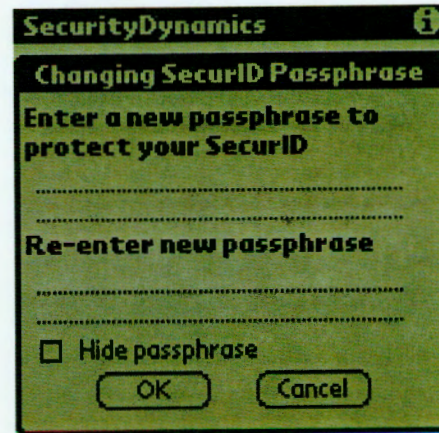 SecurityDynamics
Changing SecurID Passphrase
Enter a new passphrase to
protect your SecurID
Re-enter new passphrase
Hide passphrase
OK Cancel